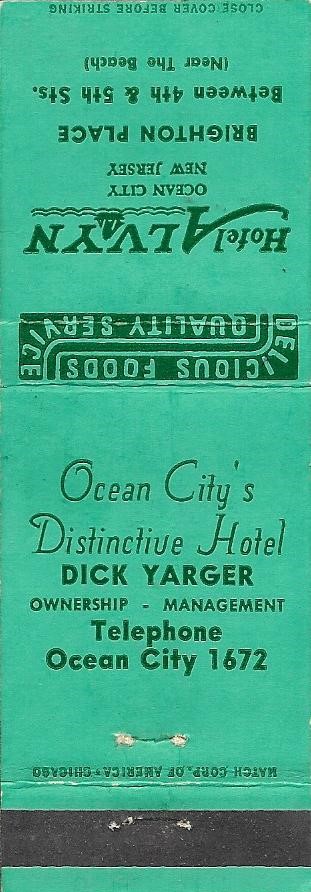 CLOSE COVER BEFORE STRIKING
Hotel ALVYN
OCEAN CITY
NEW JERSEY
BRIGHTON PLACE
Between 4th & 5th Sts.
(Near The Beach)
DELICIOUS FOODS
QUALITY SERVICE
Ocean City's
Distinctive Hotel
DICK YARGER
OWNERSHIP - MANAGEMENT
Telephone
Ocean City 1672
MATCH CORP. OF AMERICA • CHICAGO